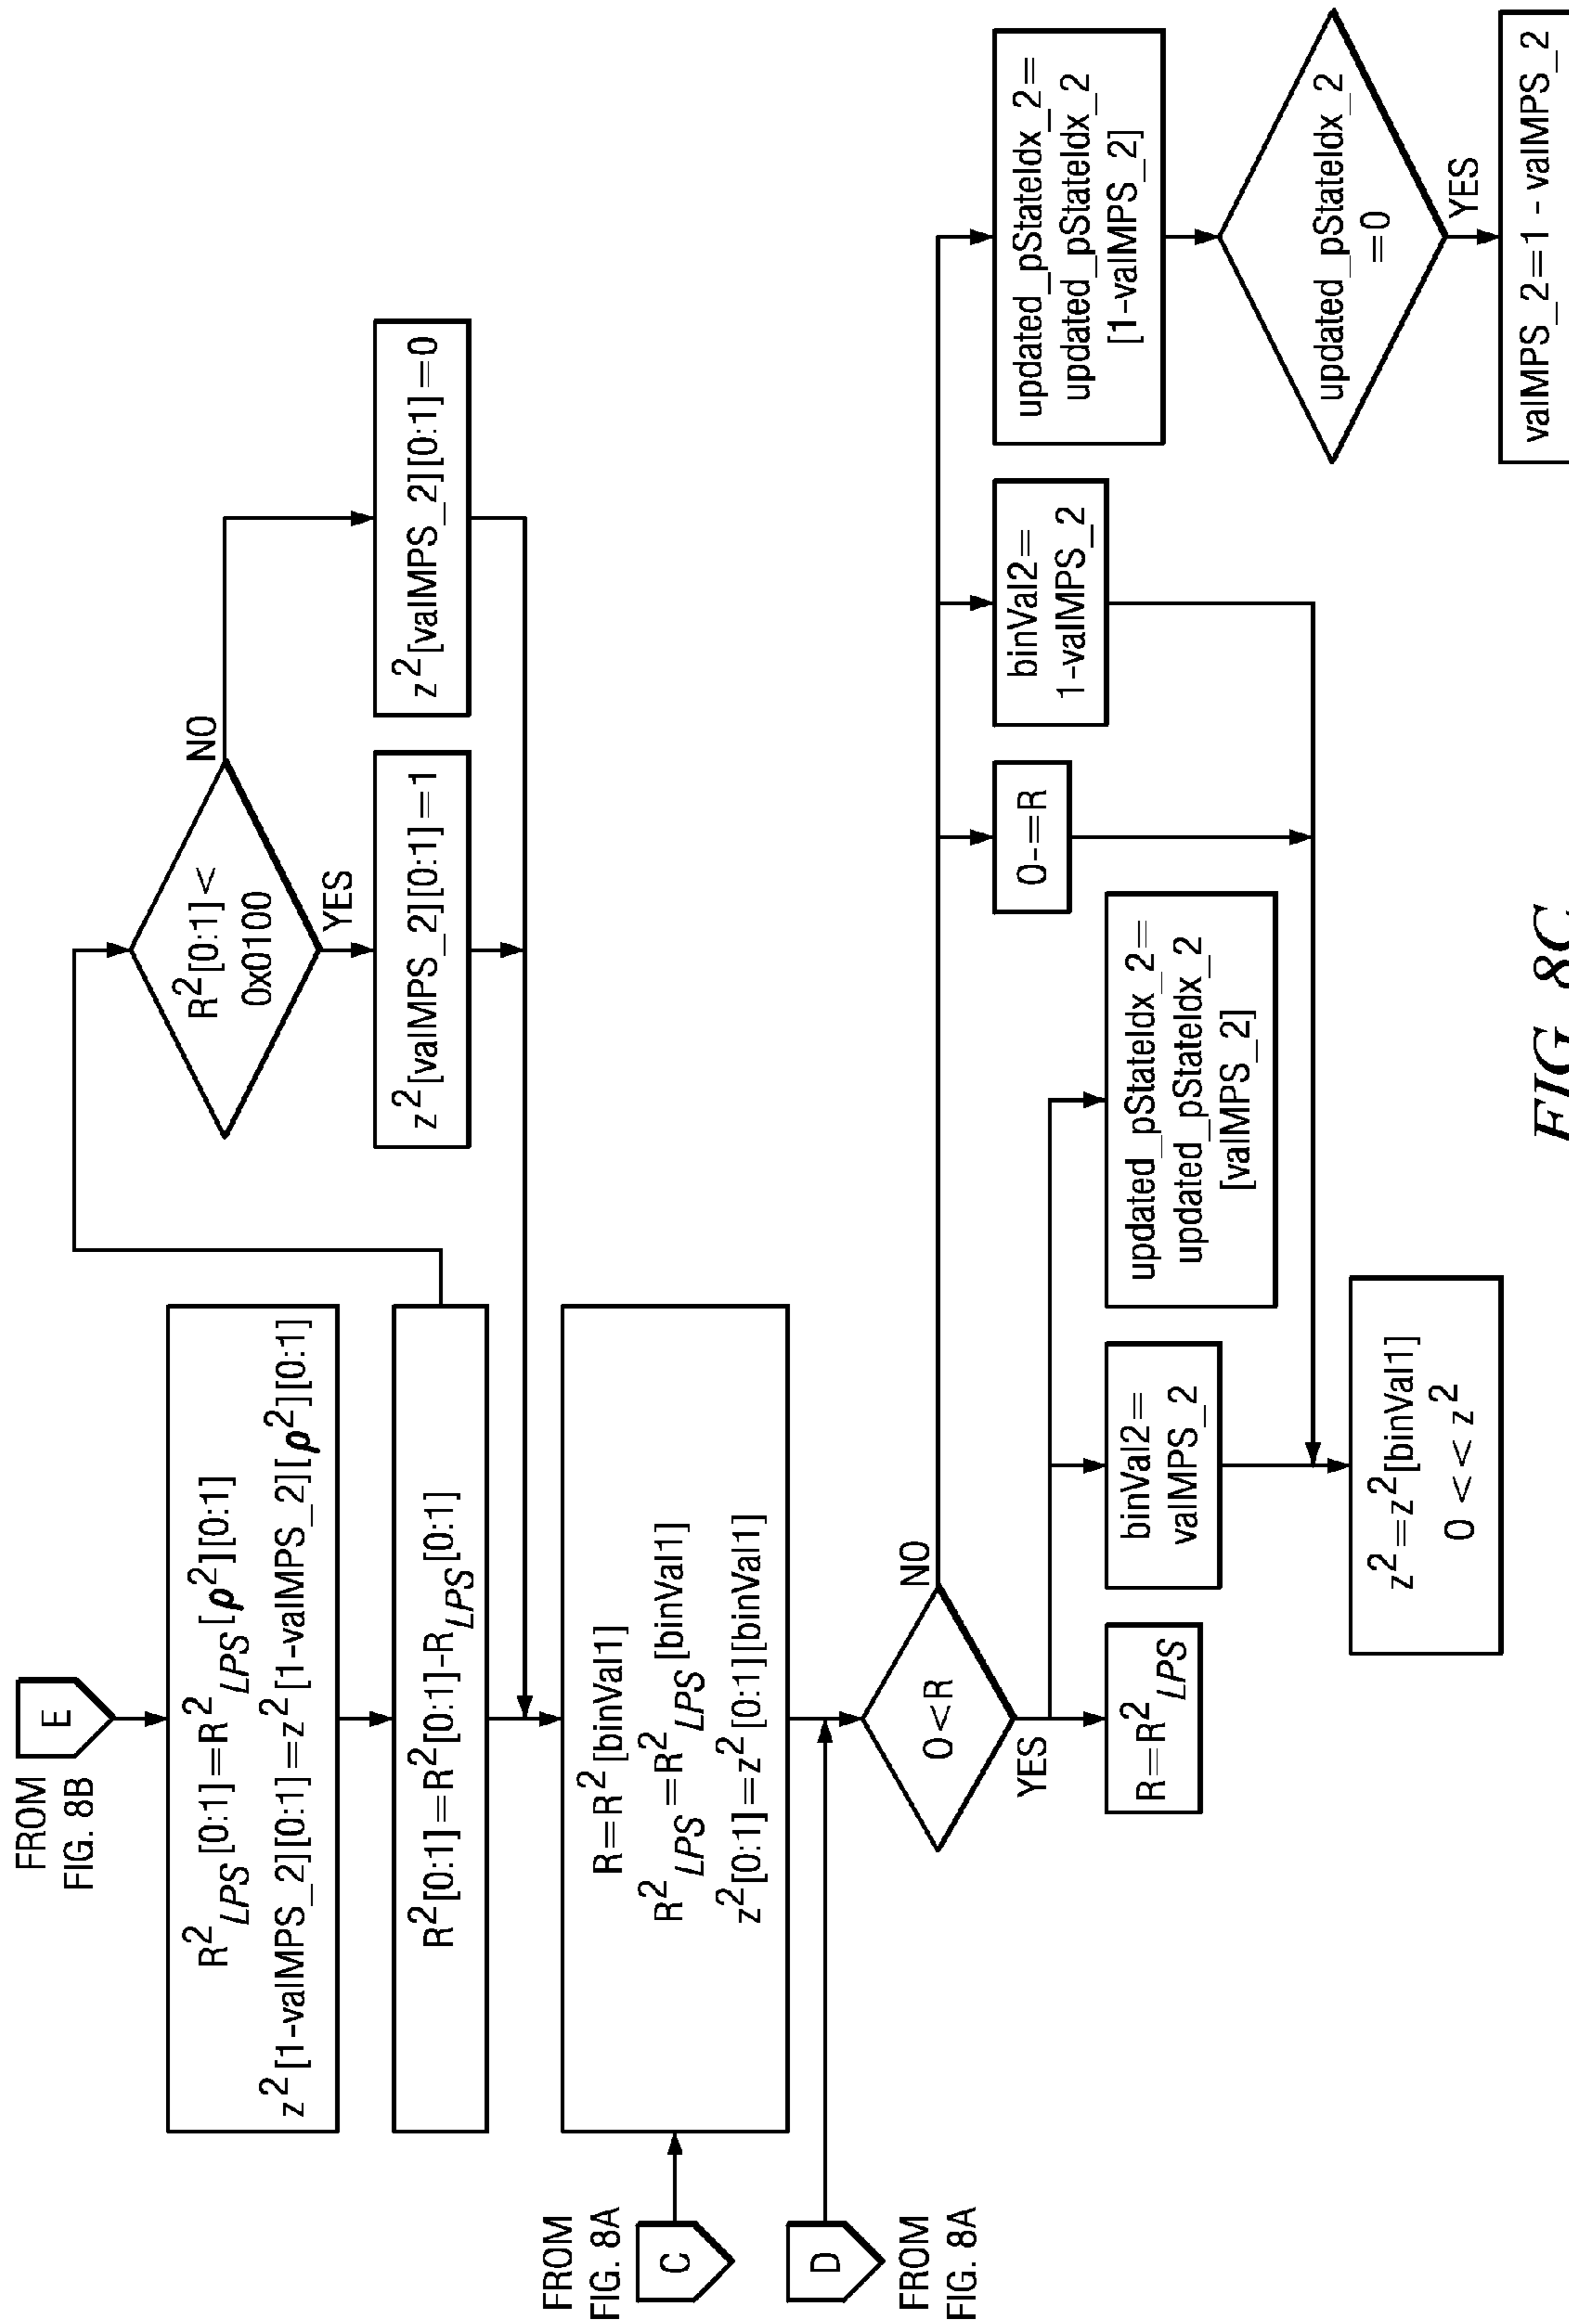 FROM
FIG. 8B
E
R²LPS[0:1]=R²LPS[ρ²][0:1]
z²[1-valMPS_2][0:1]=z²[1-valMPS_2][ρ²][0:1]
R²[0:1]=R²[0:1]-RLPS[0:1]
R²[0:1]<
0x0100
NO
YES
z²[valMPS_2][0:1]=1
z²[valMPS_2][0:1]=0
FROM
FIG. 8A
C
R=R²[binVal1]
R²LPS=R²LPS[binVal1]
z²[0:1]=z²[0:1][binVal1]
D
FROM
FIG. 8A
O<R
NO
YES
R=R²LPS
binVal2=
valMPS_2
updated_pStateIdx_2=
updated_pStateIdx_2
[valMPS_2]
O-=R
binVal2=
1-valMPS_2
updated_pStateIdx_2=
updated_pStateIdx_2
[1-valMPS_2]
updated_pStateIdx_2
=0
YES
valMPS_2=1 - valMPS_2
z²=z²[binVal1]
O < < z²
FIG. 8C